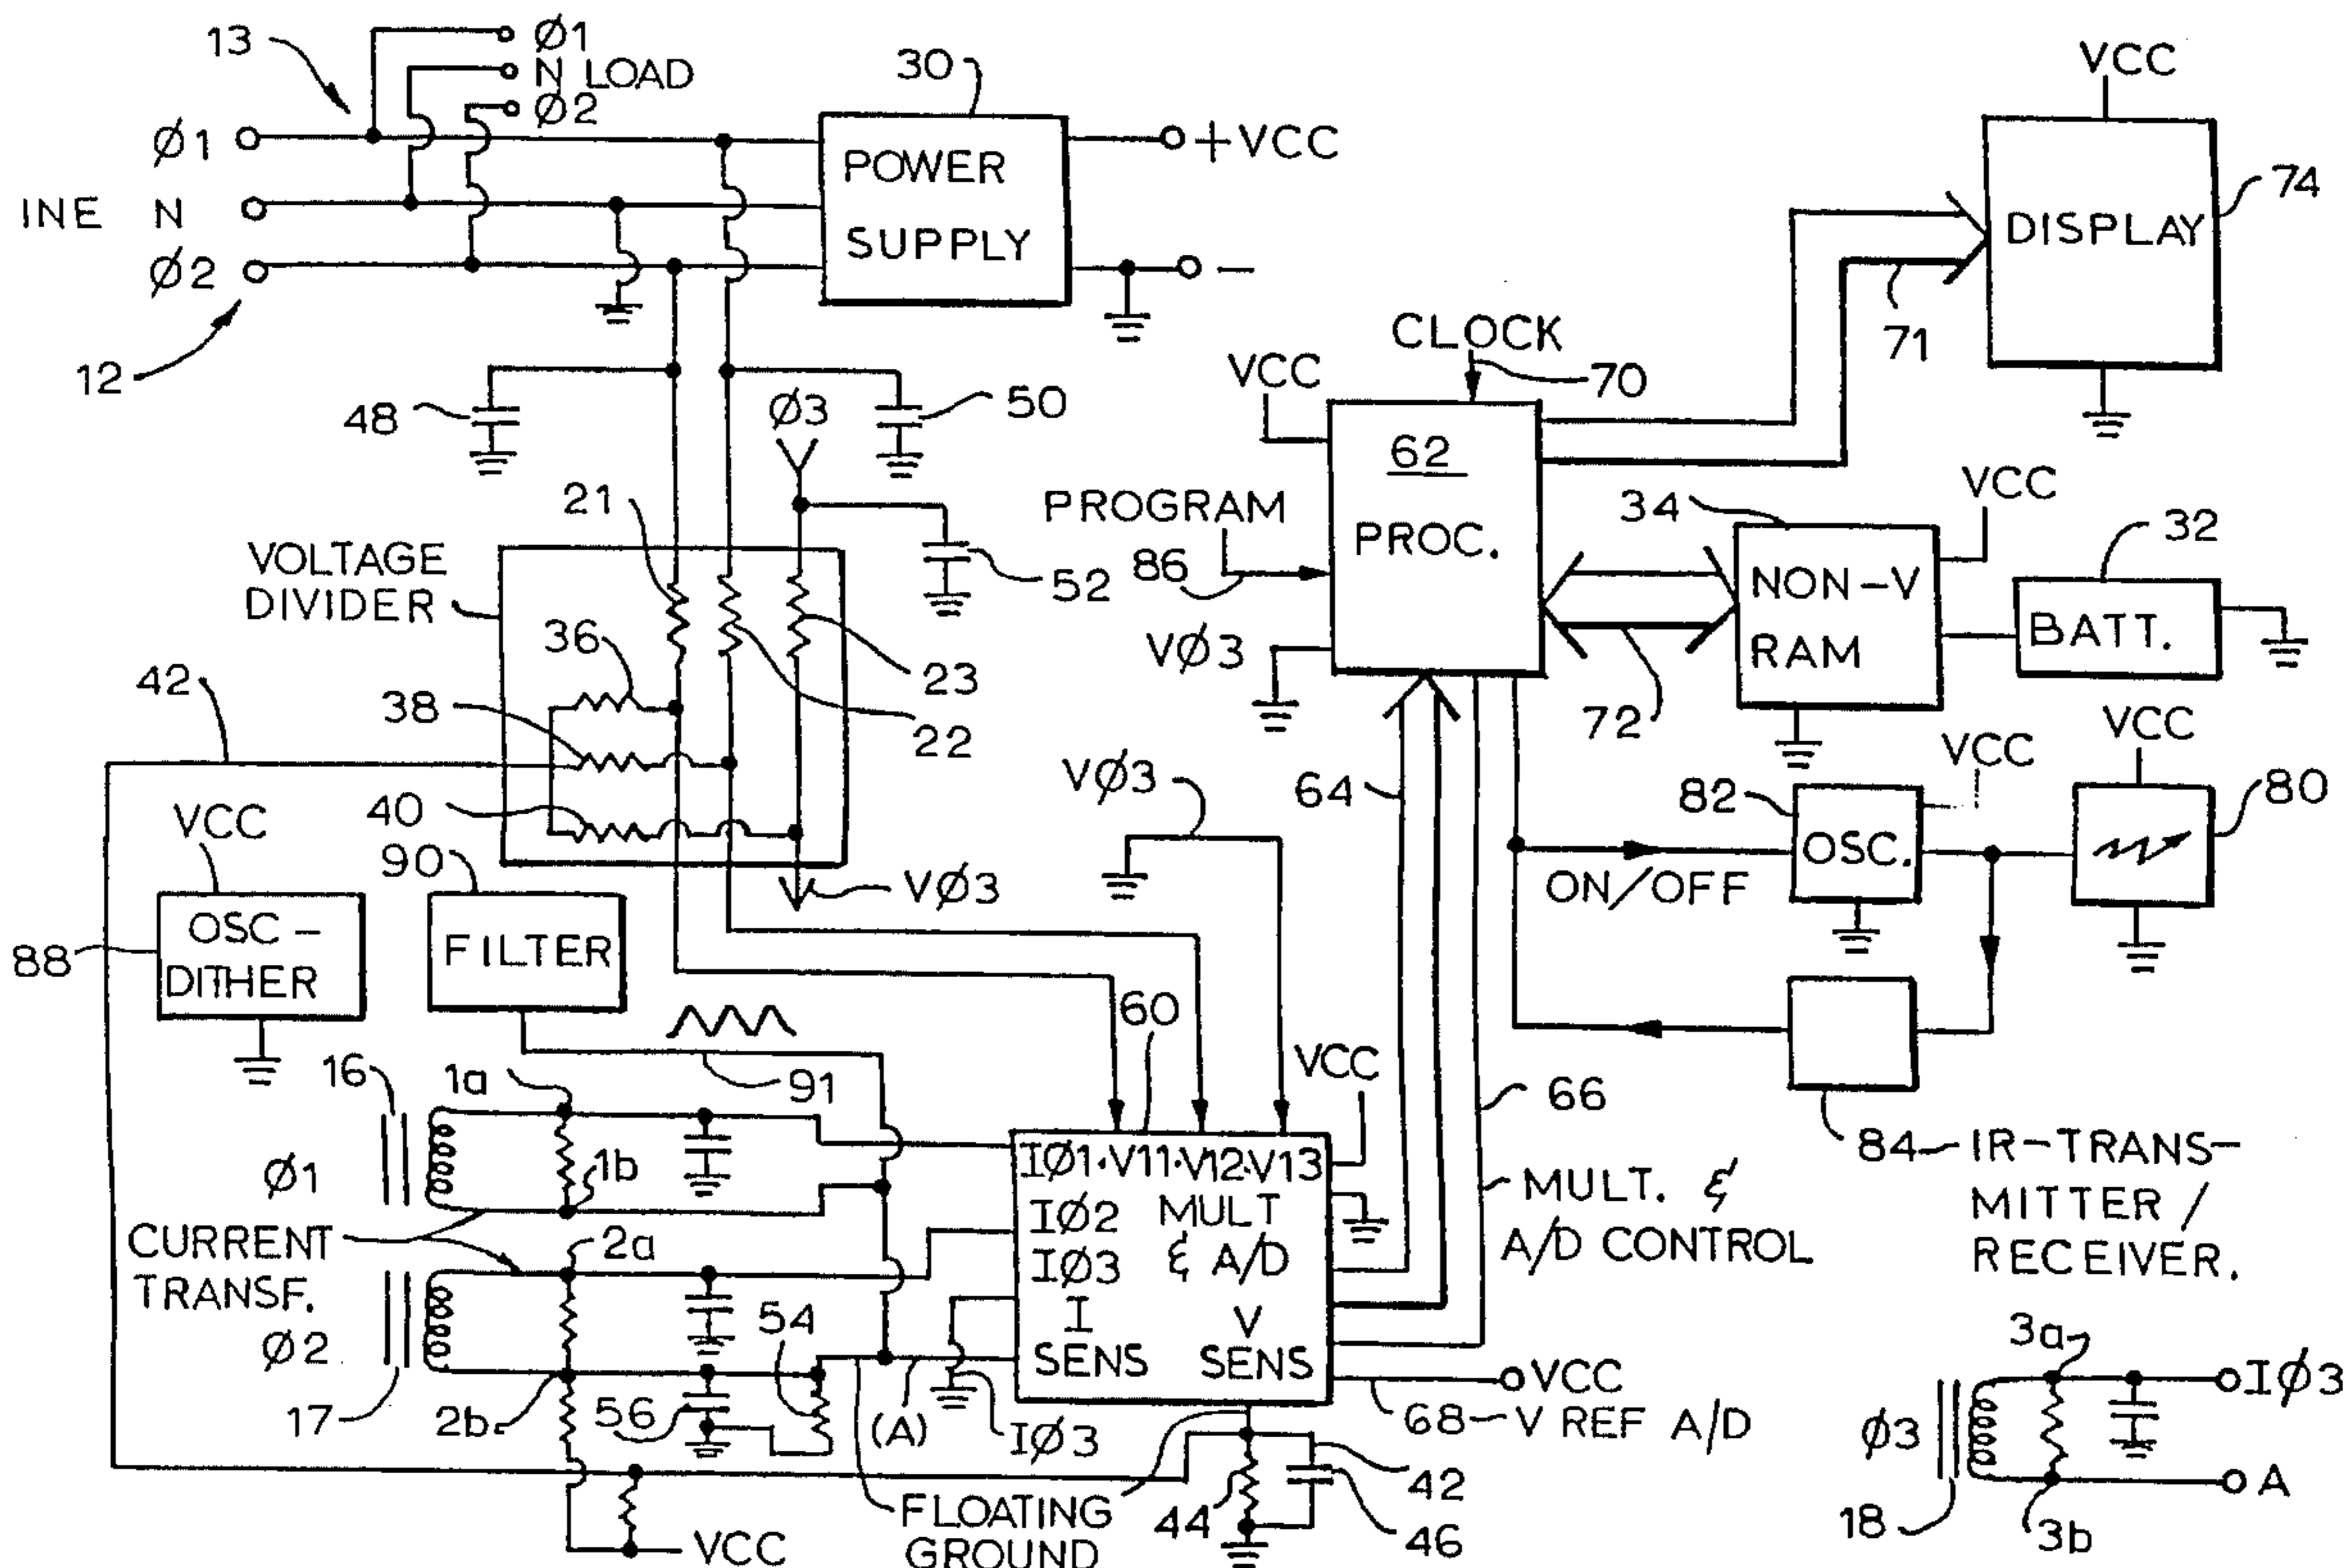 13
Ø1
N LOAD
Ø2
Ø1
INE N
Ø2
12
30
POWER
SUPPLY
+VCC
−
VCC
DISPLAY
74
71
CLOCK
70
VCC
62
PROC.
PROGRAM
86
VØ3
48
50
Ø3
52
21
VOLTAGE
DIVIDER
23
22
36
38
40
42
34
VCC
NON-V
RAM
72
32
BATT.
VCC
88
OSC-
DITHER
90
FILTER
VØ3
VØ3
64
82
OSC.
VCC
VCC
80
ON/OFF
84
IR-TRANS-
MITTER /
RECEIVER.
66
MULT. &
A/D CONTROL
91
60
VCC
16
1a
1b
Ø1
CURRENT
TRANSF.
Ø2
17
2a
2b
56
54
(A)
IØ1.V11.V12.V13
IØ2 MULT
IØ3 & A/D
I V
SENS SENS
IØ3
VCC
68 V REF A/D
FLOATING
GROUND
44
42
46
VCC
3a
IØ3
Ø3
18
3b
A